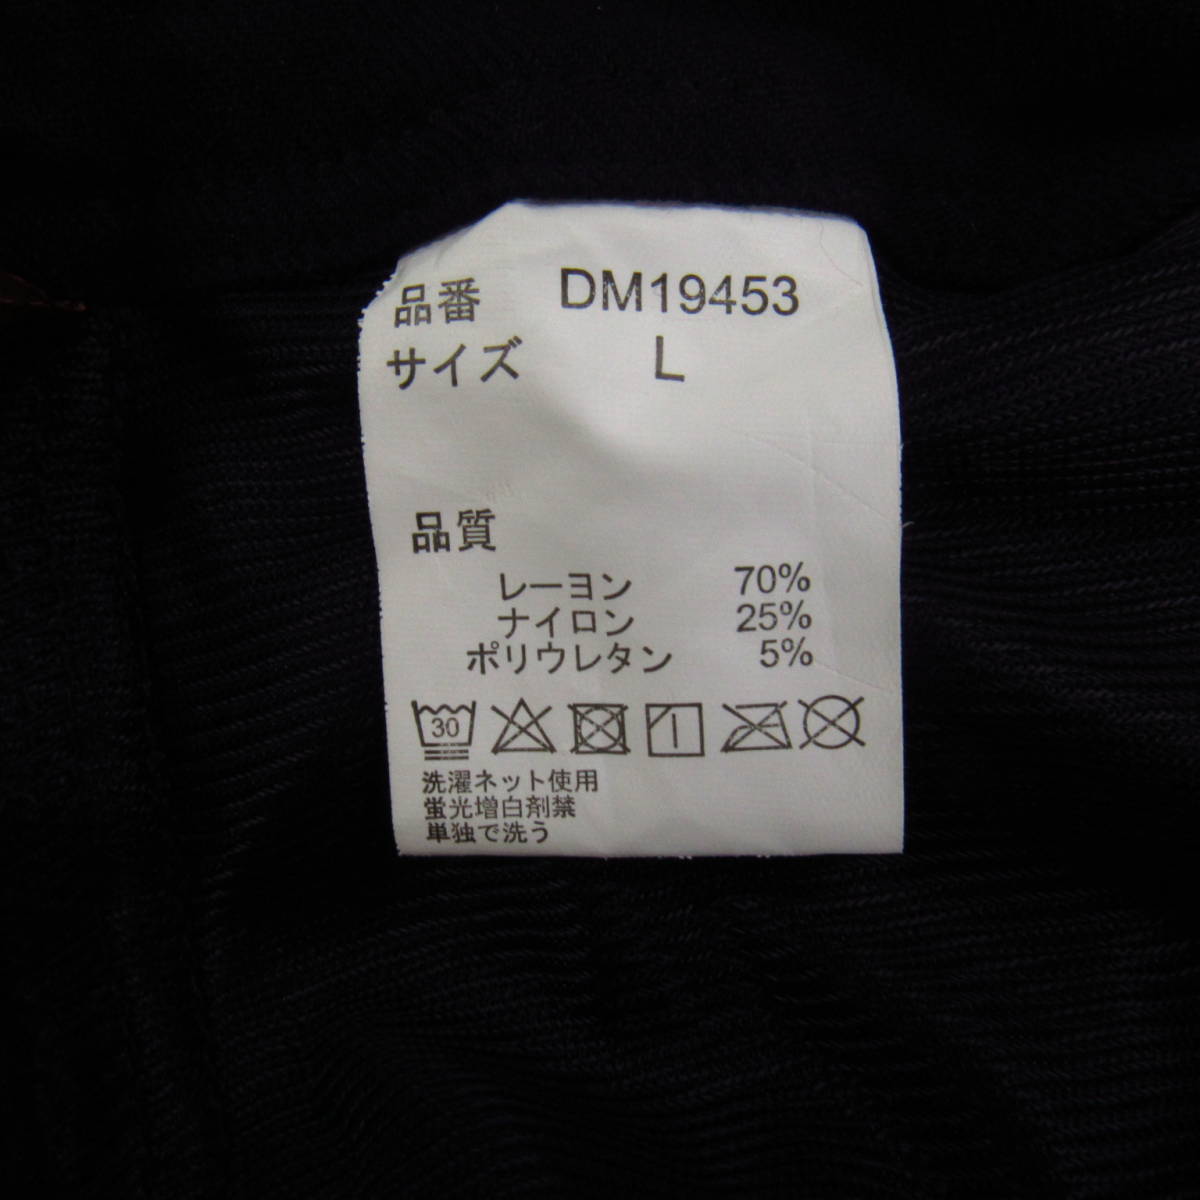 品番 DM19453
サイズ L
品質
レーヨン 70%
ナイロン 25%
ポリウレタン 5%
30
洗濯ネット使用
蛍光増白剤禁
単独で洗う